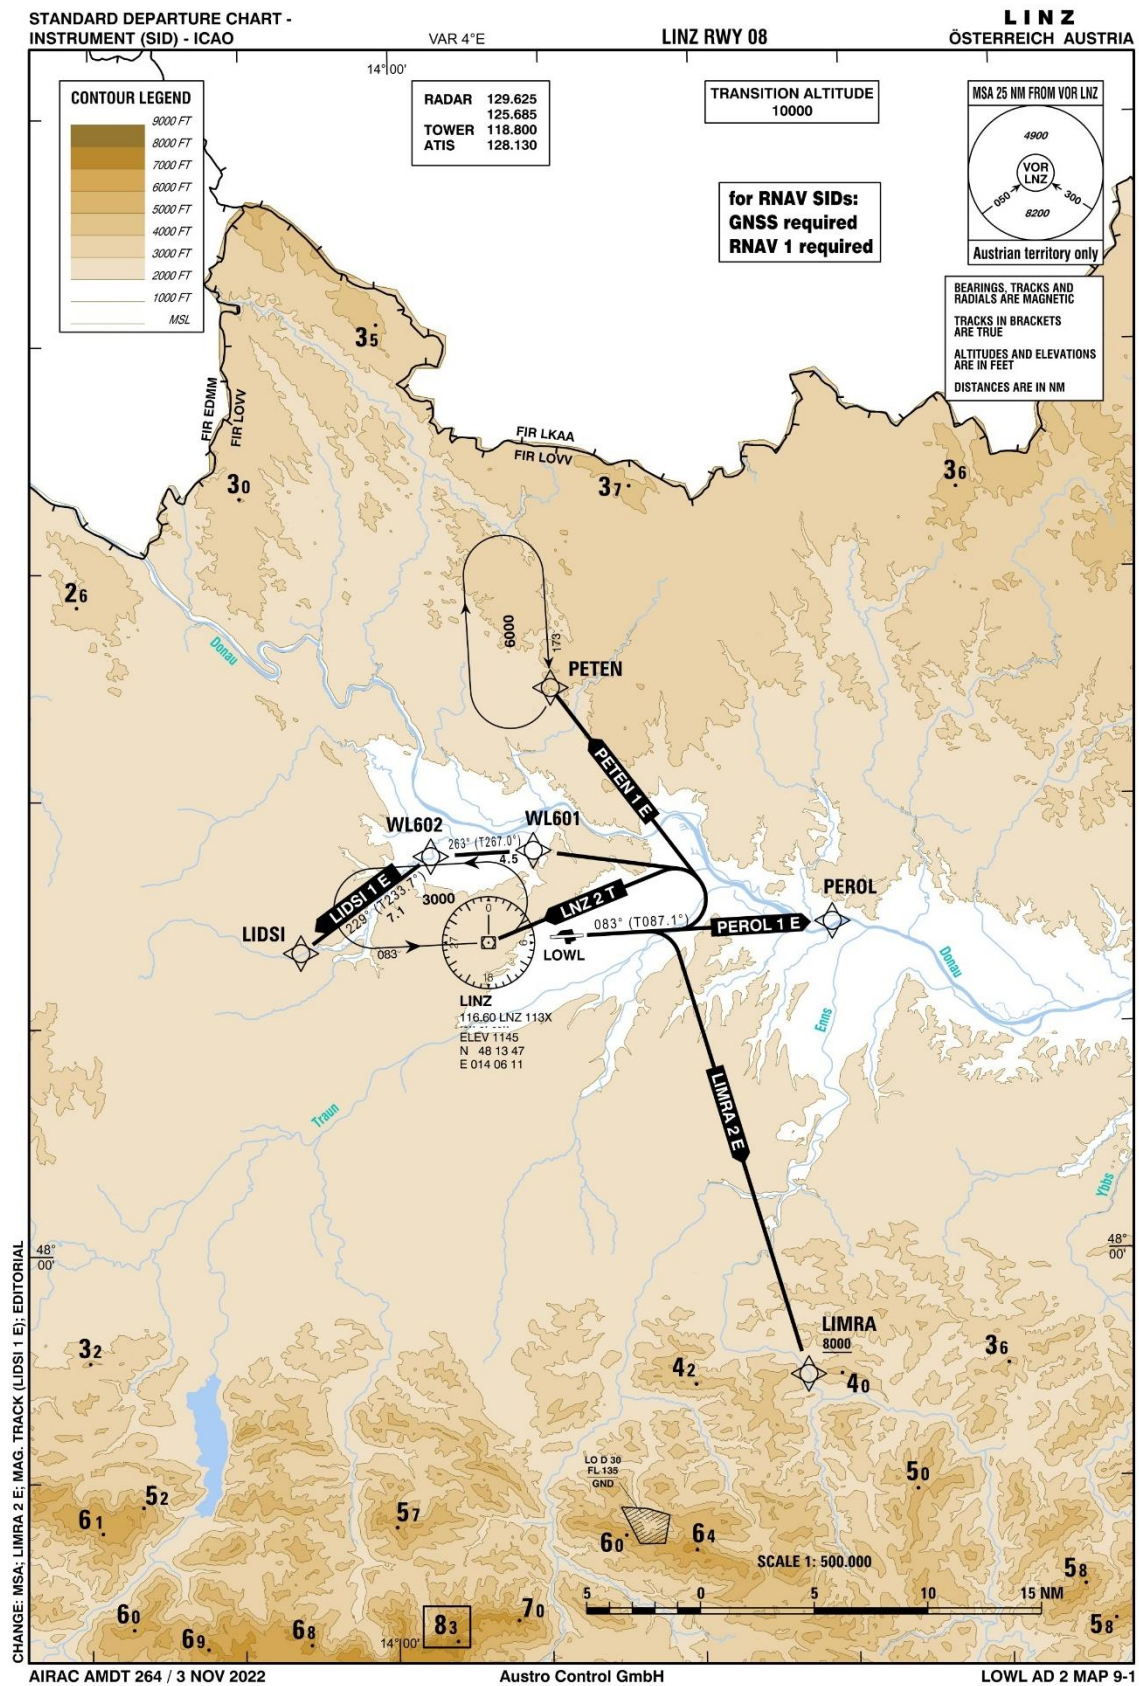 STANDARD DEPARTURE CHART -
INSTRUMENT (SID) - ICAO
VAR 4°E
LINZ RWY 08
LINZ
ÖSTERREICH AUSTRIA
14° 00'
CONTOUR LEGEND
9000 FT
8000 FT
7000 FT
6000 FT
5000 FT
4000 FT
3000 FT
2000 FT
1000 FT
MSL
RADAR 129.625
125.685
TOWER 118.800
ATIS 128.130
TRANSITION ALTITUDE
10000
for RNAV SIDs:
GNSS required
RNAV 1 required
MSA 25 NM FROM VOR LNZ
4900
VOR
LNZ
050
300
8200
Austrian territory only
BEARINGS, TRACKS AND
RADIALS ARE MAGNETIC
TRACKS IN BRACKETS
ARE TRUE
ALTITUDES AND ELEVATIONS
ARE IN FEET
DISTANCES ARE IN NM
35
FIR EDMM
FIR LOVV
FIR LKAA
FIR LOVV
30
37
36
26
Donau
6000
173°
PETEN
PETEN 1 E
WL602
WL601
263° (T267.0°)
4.5
LIDSI 1 E
229° (T233.7°)
7.1
3000
LNZ 2 T
083° (T087.1°)
PEROL 1 E
PEROL
LIDSI
083
0
27
9
18
LOWL
Donau
LINZ
116.60 LNZ 113X
ELEV 1145
N 48 13 47
E 014 06 11
Enns
Traun
LIMRA 2 E
Ybbs
48°
00'
48°
00'
LIMRA
8000
32
42
40
36
LO D 30
FL 135
GND
50
52
61
57
60
64
SCALE 1: 500.000
58
5 0 5 10 15 NM
60
69
68
83
70
58
14° 00'
CHANGE: MSA; LIMRA 2 E; MAG. TRACK (LIDSI 1 E); EDITORIAL
AIRAC AMDT 264 / 3 NOV 2022
Austro Control GmbH
LOWL AD 2 MAP 9-1